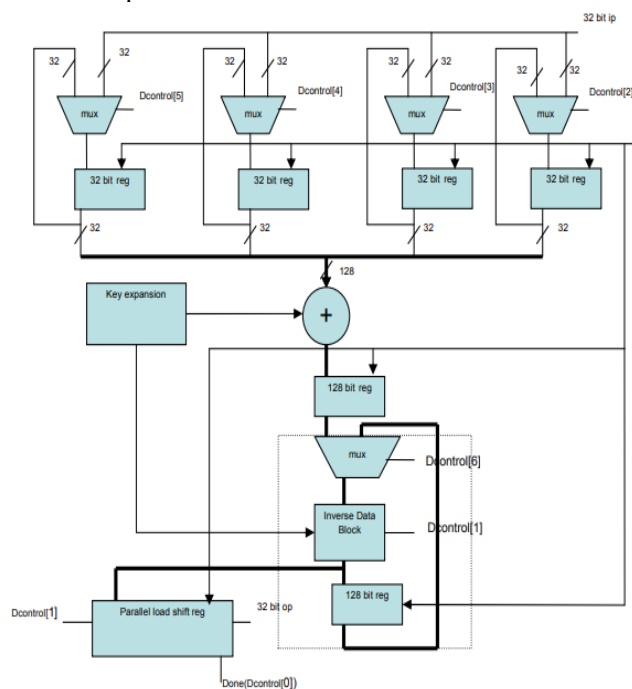 32 bit ip
32
32
32
32
32
32
32
32
Dcontrol[5]
Dcontrol[4]
Dcontrol[3]
Dcontrol[2]
mux
mux
mux
mux
32 bit reg
32 bit reg
32 bit reg
32 bit reg
32
32
32
32
128
Key expansion
+
128 bit reg
mux
Dcontrol[6]
Inverse Data
Block
Dcontrol[1]
128 bit reg
Dcontrol[1]
Parallel load shift reg
32 bit op
Done(Dcontrol[0])